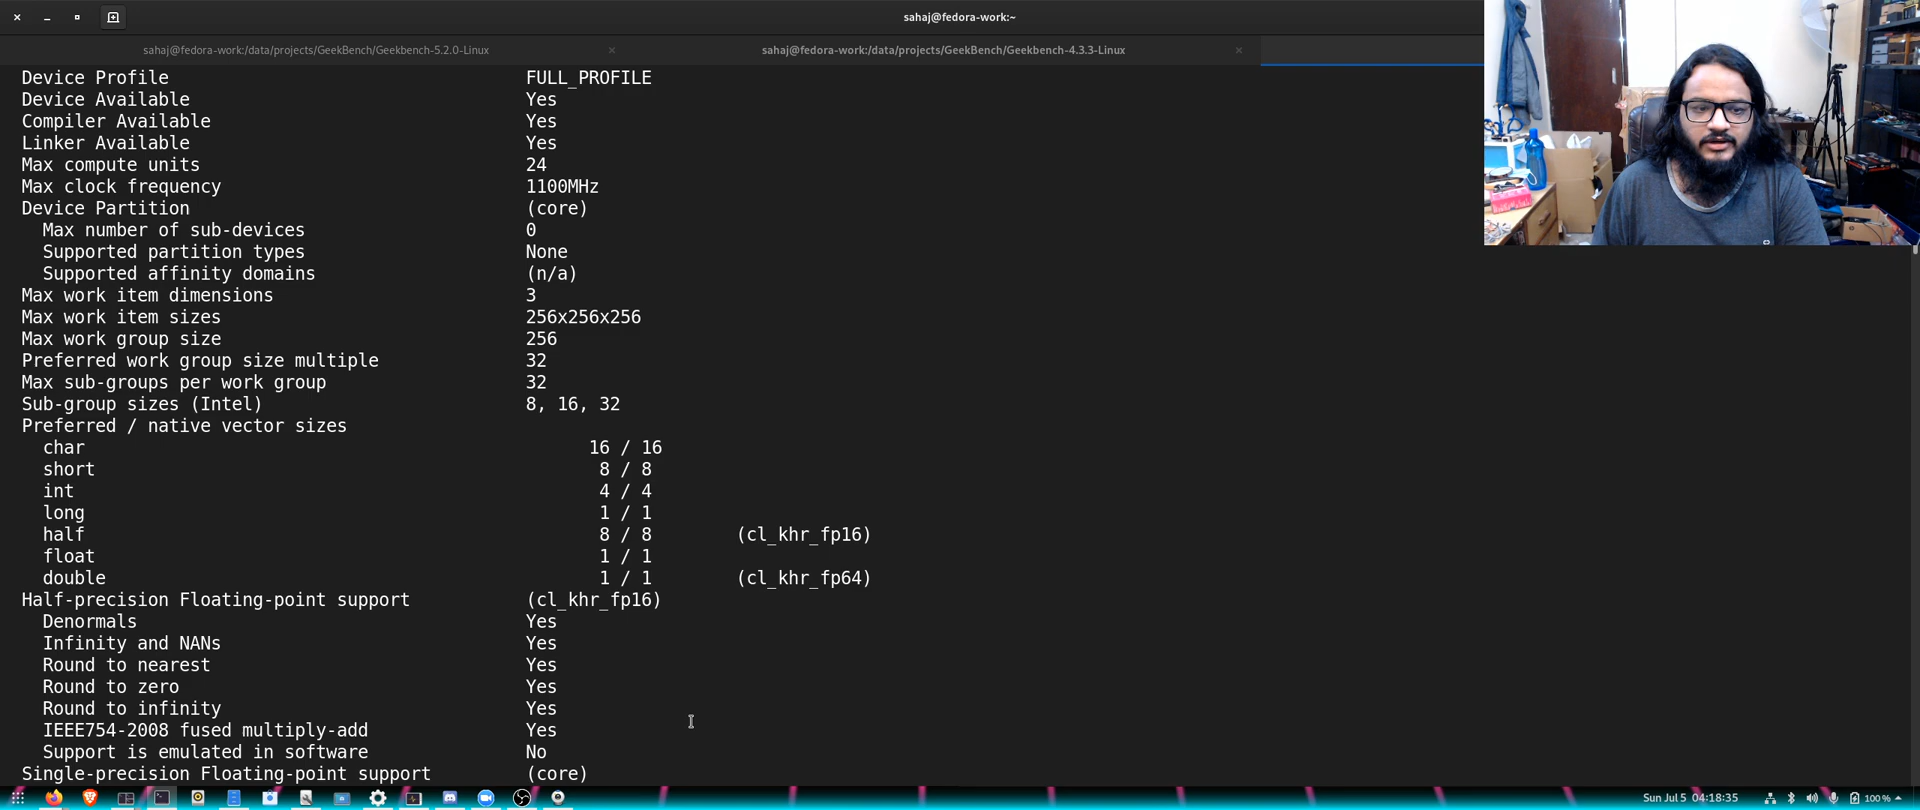 sahaj@fedora-work:~
sahaj@fedora-work:/data/projects/GeekBench/Geekbench-5.2.0-Linux
sahaj@fedora-work:/data/projects/GeekBench/Geekbench-4.3.3-Linux
Device Profile FULL_PROFILE
Device Available Yes
Compiler Available Yes
Linker Available Yes
Max compute units 24
Max clock frequency 1100MHz
Device Partition (core)
Max number of sub-devices 0
Supported partition types None
Supported affinity domains (n/a)
Max work item dimensions 3
Max work item sizes 256x256x256
Max work group size 256
Preferred work group size multiple 32
Max sub-groups per work group 32
Sub-group sizes (Intel) 8, 16, 32
Preferred / native vector sizes
char 16 / 16
short 8 / 8
int 4 / 4
long 1 / 1
half 8 / 8 (cl_khr_fp16)
float 1 / 1
double 1 / 1 (cl_khr_fp64)
Half-precision Floating-point support (cl_khr_fp16)
Denormals Yes
Infinity and NANs Yes
Round to nearest Yes
Round to zero Yes
Round to infinity Yes
IEEE754-2008 fused multiply-add Yes
Support is emulated in software No
Single-precision Floating-point support (core)
Sun Jul 5 04:18:35 100 %